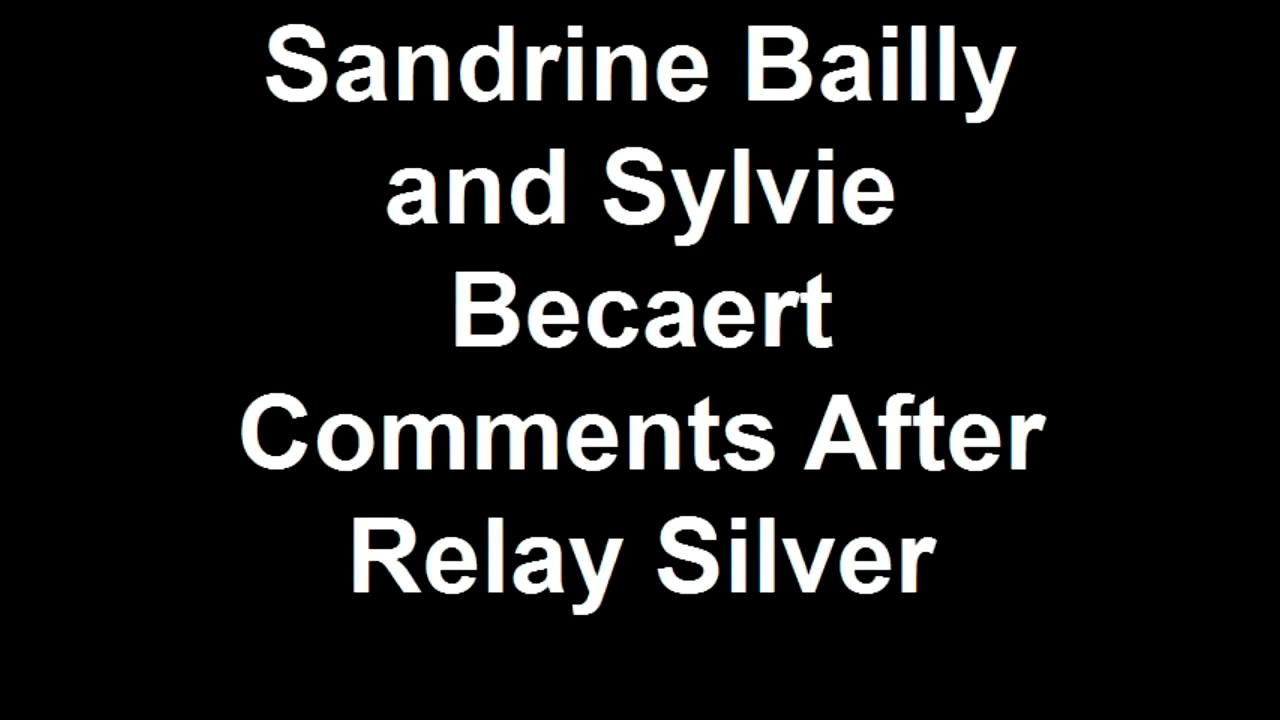 Sandrine Bailly
and Sylvie
Becaert
Comments After
Relay Silver